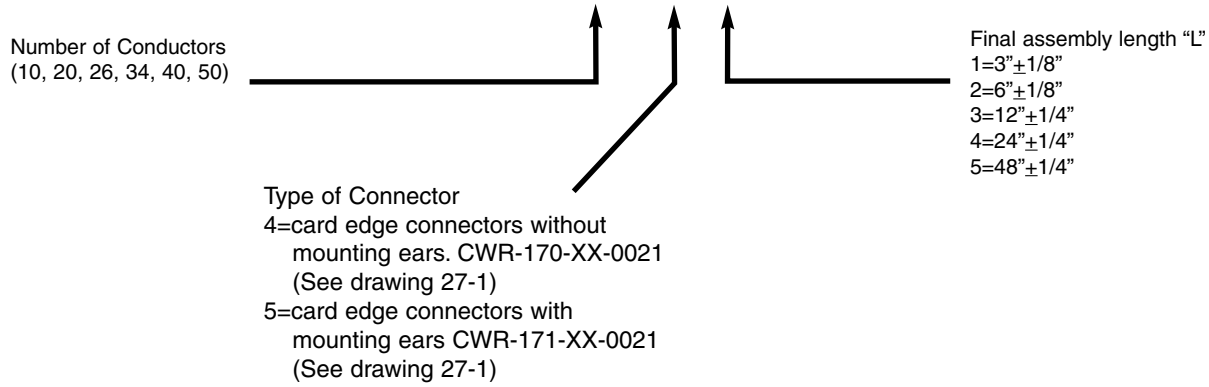 Number of Conductors
(10, 20, 26, 34, 40, 50)
Final assembly length “L”
1=3”±1/8”
2=6”±1/8”
3=12”±1/4”
4=24”±1/4”
5=48”±1/4”
Type of Connector
4=card edge connectors without
mounting ears. CWR-170-XX-0021
(See drawing 27-1)
5=card edge connectors with
mounting ears CWR-171-XX-0021
(See drawing 27-1)